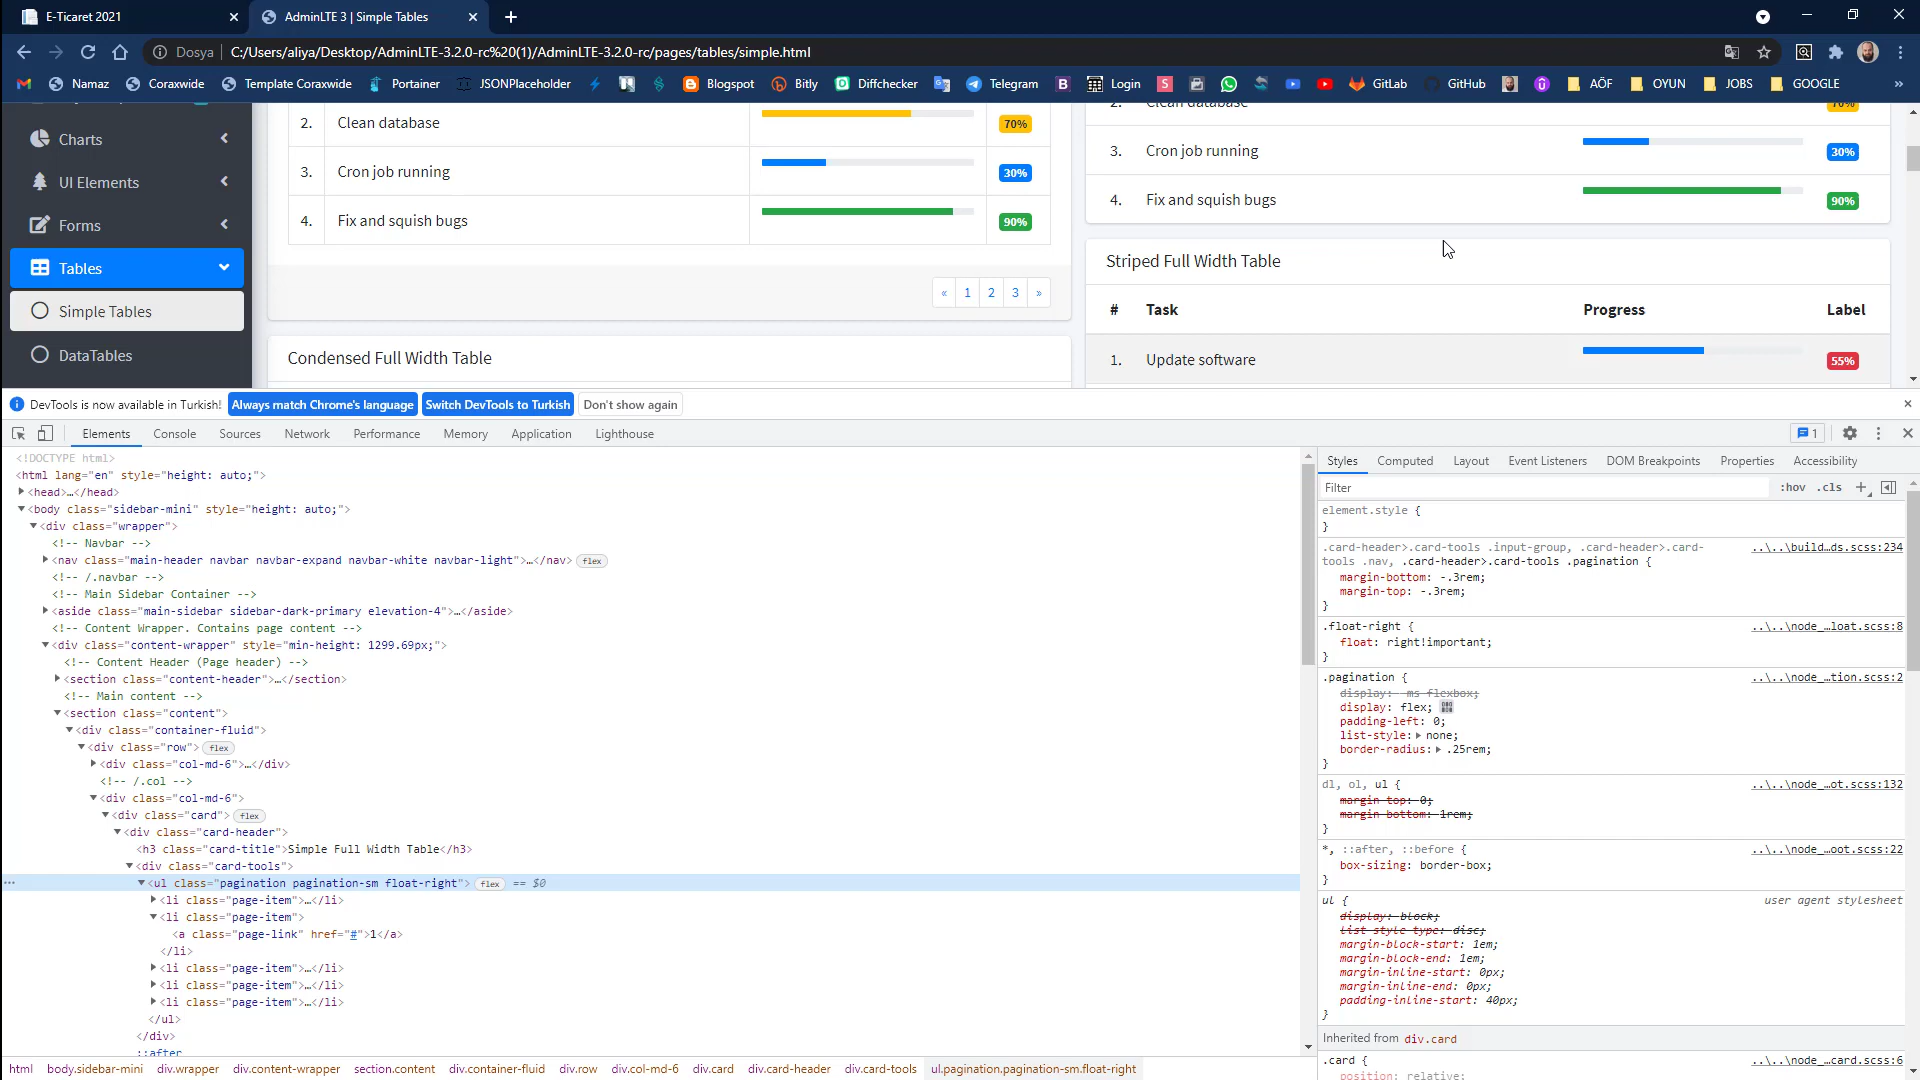 E-Ticaret 2021
AdminLTE 3 | Simple Tables
Dosya
C:/Users/aliya/Desktop/AdminLTE-3.2.0-rc%20(1)/AdminLTE-3.2.0-rc/pages/tables/simple.html
Namaz
Coraxwide
Template Coraxwide
Portainer
JSONPlaceholder
Blogspot
Bitly
Diffchecker
Telegram
Login
GitLab
GitHub
AÖF
OYUN
JOBS
GOOGLE
»
Charts
UI Elements
Forms
Tables
Simple Tables
DataTables
2. Clean database 70%
3. Cron job running 30%
4. Fix and squish bugs 90%
« 1 2 3 »
Condensed Full Width Table
2. Clean database 70%
3. Cron job running 30%
4. Fix and squish bugs 90%
Striped Full Width Table
# Task Progress Label
1. Update software 55%
DevTools is now available in Turkish! Always match Chrome's language Switch DevTools to Turkish Don't show again
Elements Console Sources Network Performance Memory Application Lighthouse 1
<!DOCTYPE html>
<html lang="en" style="height: auto;">
<head>…</head>
<body class="sidebar-mini" style="height: auto;">
<div class="wrapper">
<!-- Navbar -->
<nav class="main-header navbar navbar-expand navbar-white navbar-light">…</nav> flex
<!-- /.navbar -->
<!-- Main Sidebar Container -->
<aside class="main-sidebar sidebar-dark-primary elevation-4">…</aside>
<!-- Content Wrapper. Contains page content -->
<div class="content-wrapper" style="min-height: 1299.69px;">
<!-- Content Header (Page header) -->
<section class="content-header">…</section>
<!-- Main content -->
<section class="content">
<div class="container-fluid">
<div class="row"> flex
<div class="col-md-6">…</div>
<!-- /.col -->
<div class="col-md-6">
<div class="card"> flex
<div class="card-header">
<h3 class="card-title">Simple Full Width Table</h3>
<div class="card-tools">
<ul class="pagination pagination-sm float-right"> flex == $0
<li class="page-item">…</li>
<li class="page-item">
<a class="page-link" href="#">1</a>
</li>
<li class="page-item">…</li>
<li class="page-item">…</li>
<li class="page-item">…</li>
</ul>
</div>
::after
html body.sidebar-mini div.wrapper div.content-wrapper section.content div.container-fluid div.row div.col-md-6 div.card div.card-header div.card-tools ul.pagination.pagination-sm.float-right
Styles Computed Layout Event Listeners DOM Breakpoints Properties Accessibility
Filter :hov .cls
element.style {
}
.card-header>.card-tools .input-group, .card-header>.card- ..\..\build…ds.scss:234
tools .nav, .card-header>.card-tools .pagination {
margin-bottom: -.3rem;
margin-top: -.3rem;
}
.float-right { ..\..\node_…loat.scss:8
float: right!important;
}
.pagination { ..\..\node_…tion.scss:2
display: -ms-flexbox;
display: flex;
padding-left: 0;
list-style: none;
border-radius: .25rem;
}
dl, ol, ul { ..\..\node_…ot.scss:132
margin-top: 0;
margin-bottom: 1rem;
}
*, ::after, ::before { ..\..\node_…oot.scss:22
box-sizing: border-box;
}
ul { user agent stylesheet
display: block;
list-style-type: disc;
margin-block-start: 1em;
margin-block-end: 1em;
margin-inline-start: 0px;
margin-inline-end: 0px;
padding-inline-start: 40px;
}
Inherited from div.card
.card { ..\..\node_…card.scss:6
position: relative;